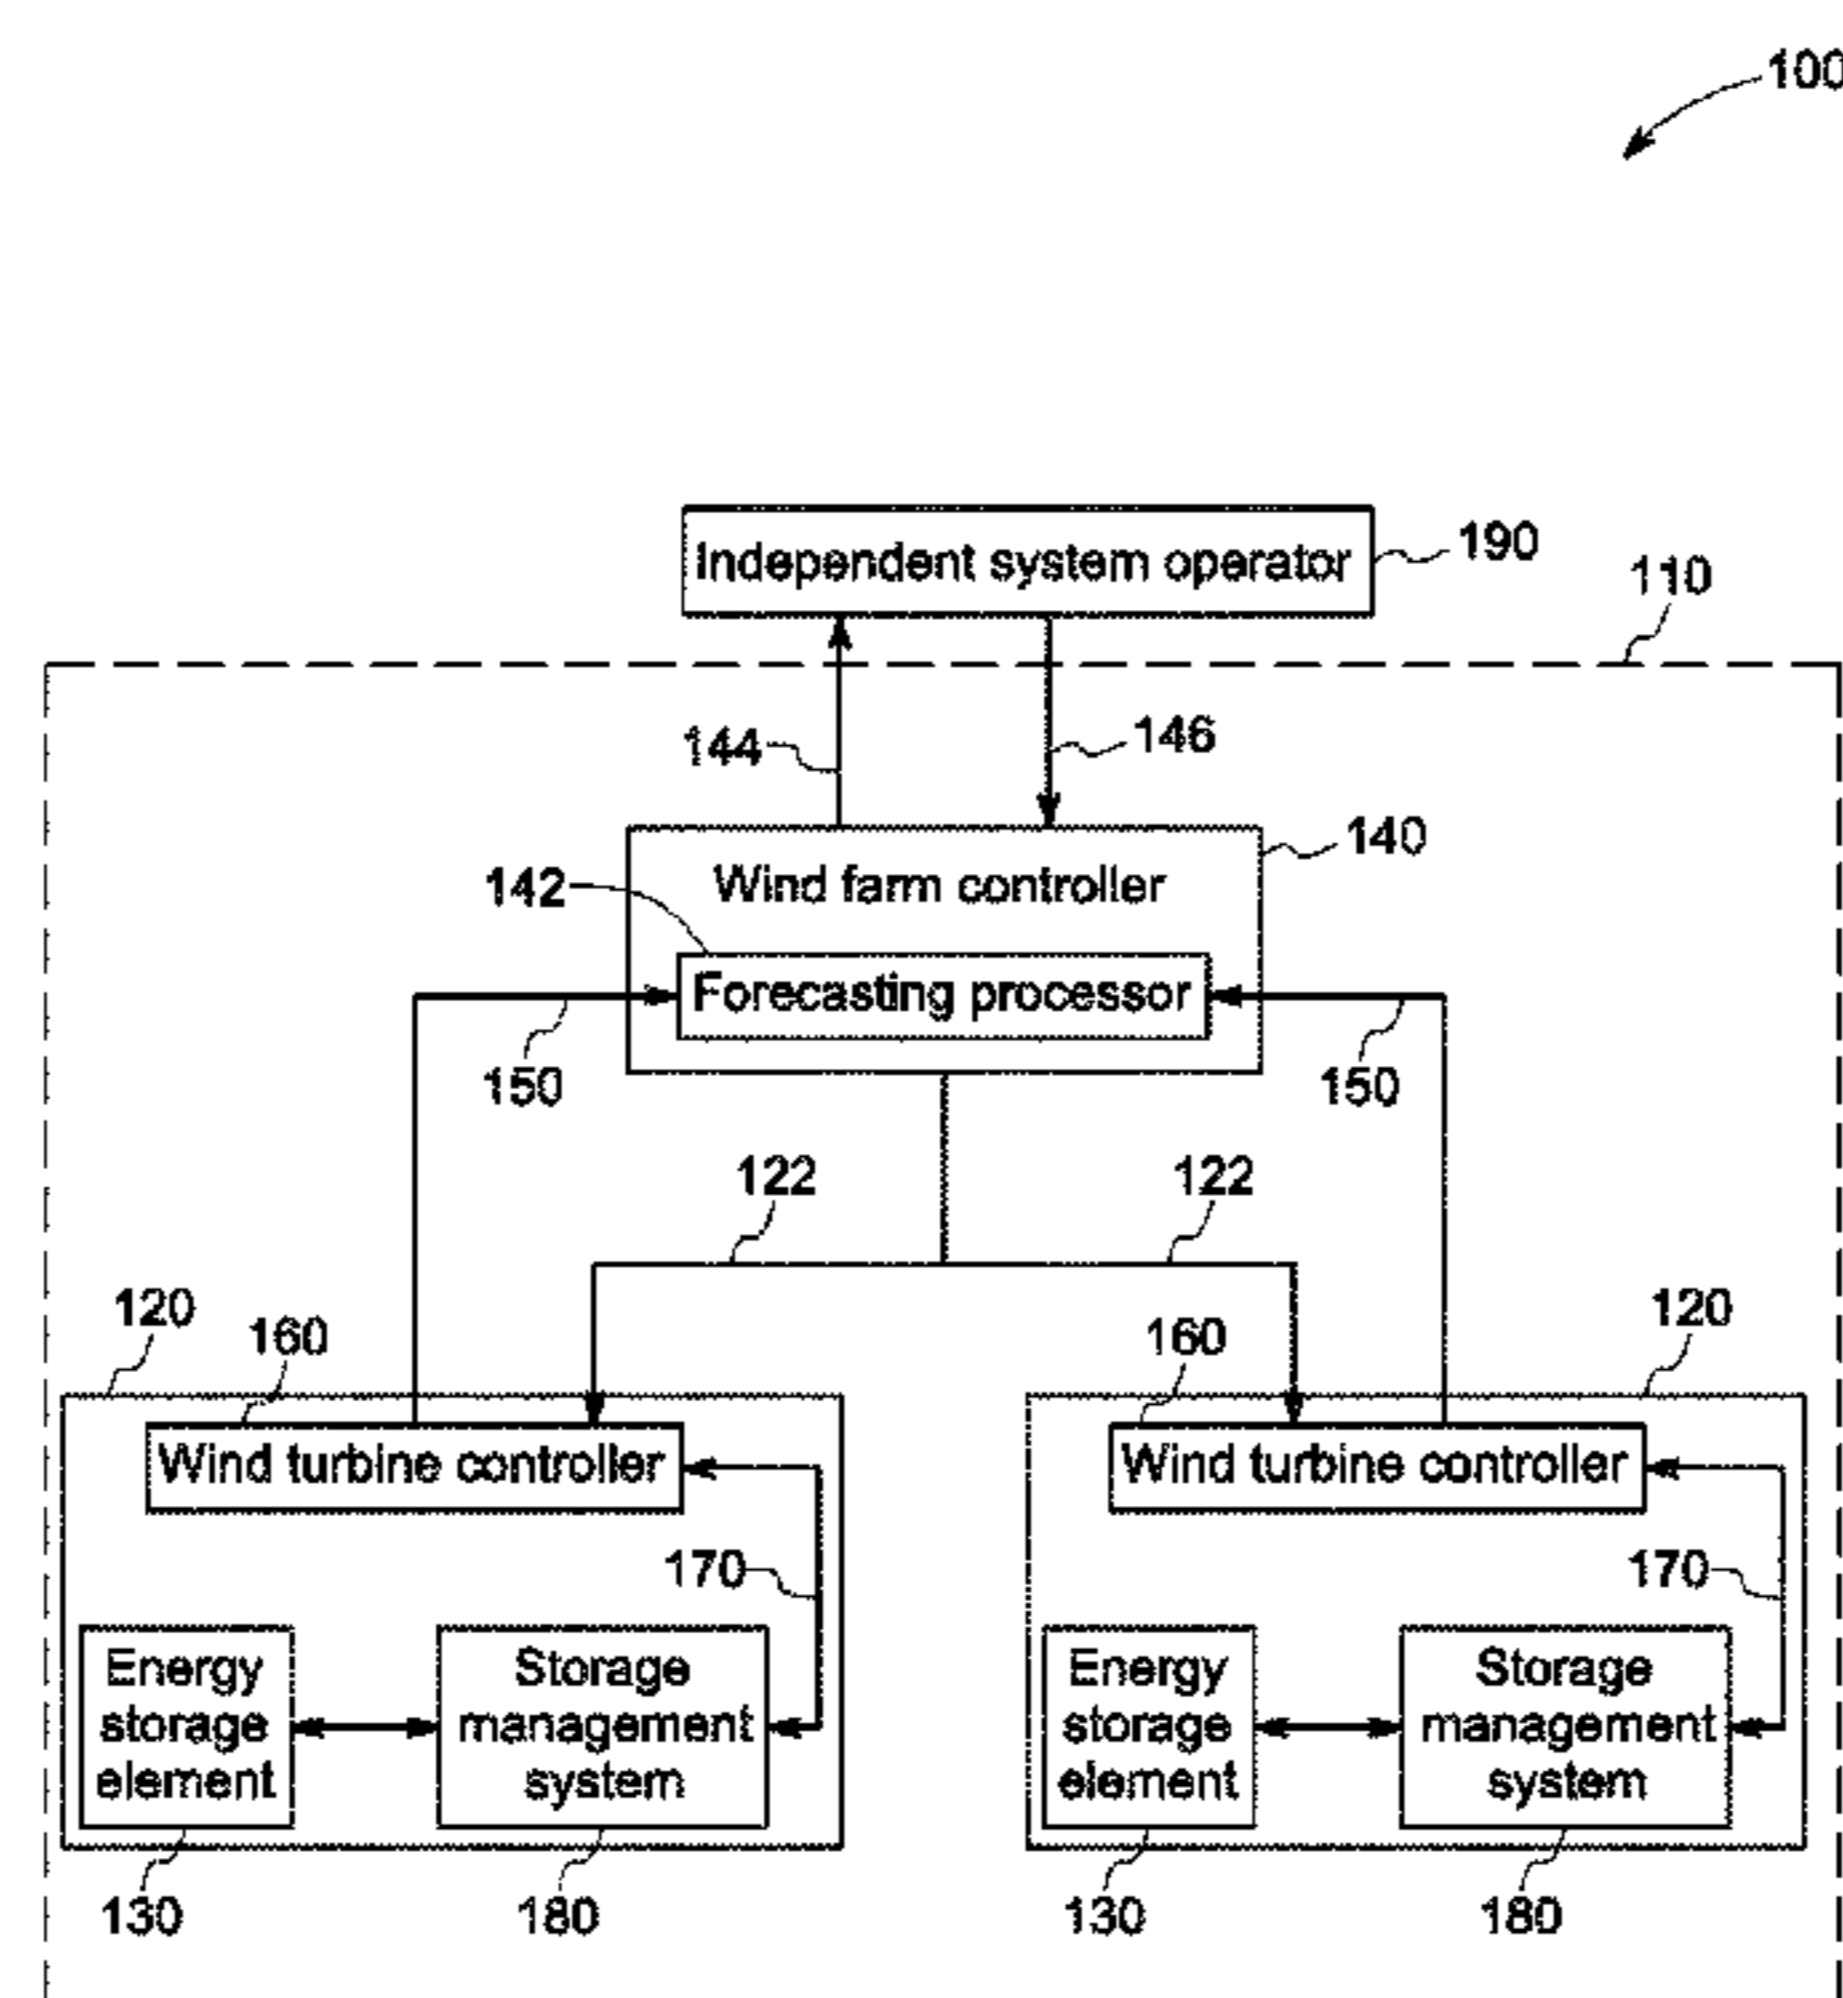 100
Independent system operator
190
110
144
146
140
142
Wind farm controller
Forecasting processor
150
150
122
122
120
160
160
120
Wind turbine controller
Wind turbine controller
170
170
Energy
storage
element
Storage
management
system
Energy
storage
element
Storage
management
system
130
180
130
180